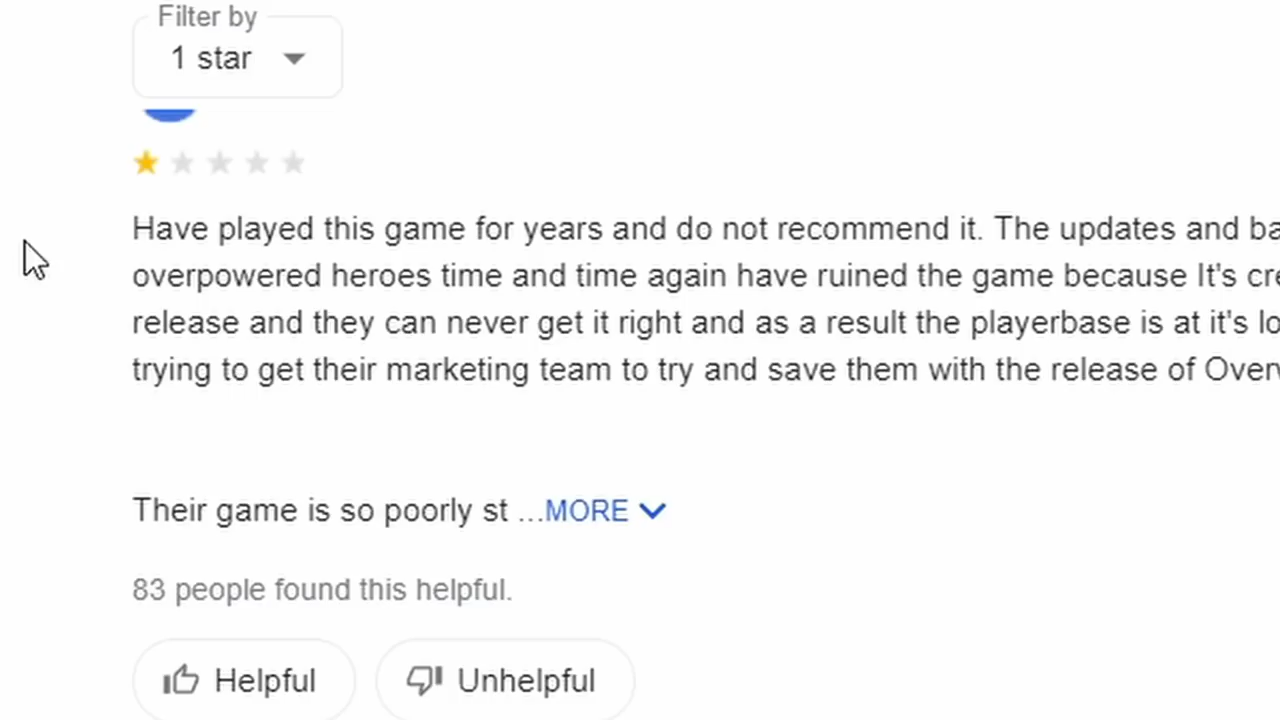 Filter by
1 star
Have played this game for years and do not recommend it. The updates and ba
overpowered heroes time and time again have ruined the game because It's cre
release and they can never get it right and as a result the playerbase is at it's lo
trying to get their marketing team to try and save them with the release of Over
Their game is so poorly st ...MORE
83 people found this helpful.
Helpful
Unhelpful